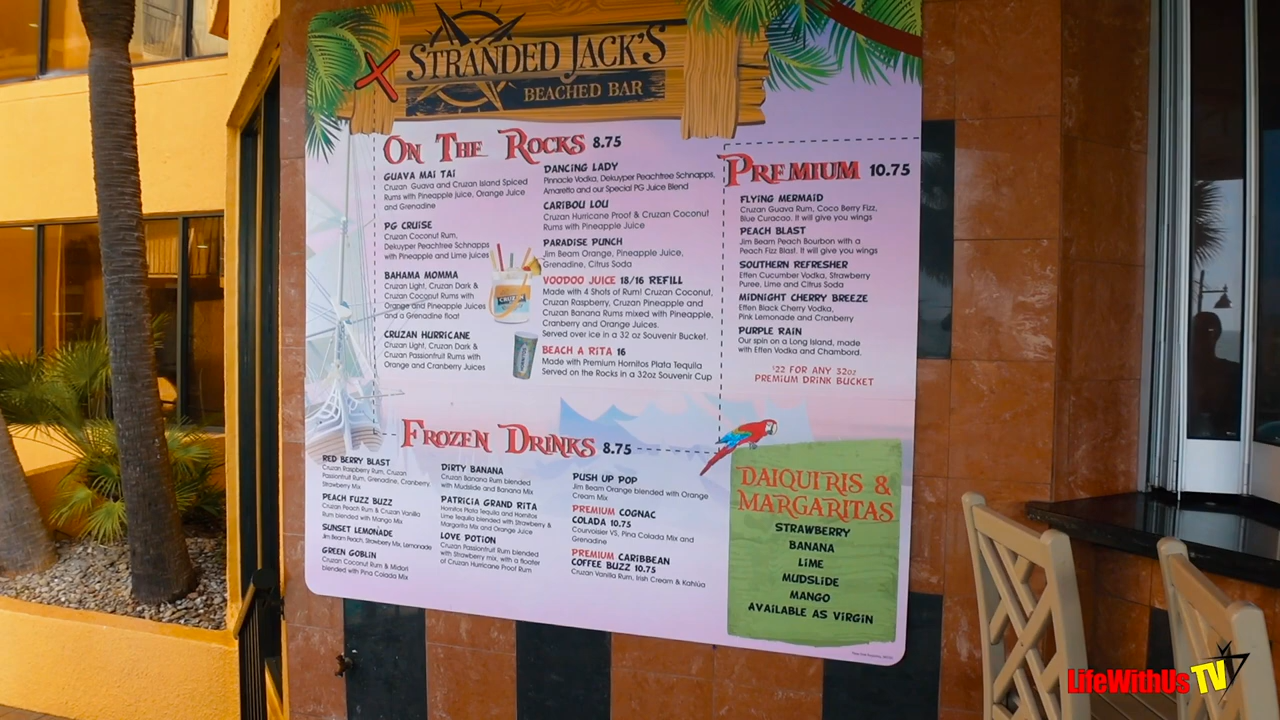 STRANDED JACK'S
BEACHED BAR
ON THE ROCKS 8.75
GUAVA MAI TAI
Cruzan Guava and Cruzan Island Spiced
Rums with Pineapple Juice, Orange Juice
and Grenadine
PG CRUISE
Cruzan Coconut Rum,
Dekuyper Peachtree Schnapps
with Pineapple and Lime juices
BAHAMA MOMMA
Cruzan Light, Cruzan Dark &
Cruzan Coconut Rums with
Orange and Pineapple Juices
and a Grenadine float
CRUZAN HURRICANE
Cruzan Light, Cruzan Dark &
Cruzan Passionfruit Rums with
Orange and Cranberry Juices
DANCING LADY
Pinnacle Vodka, Dekuyper Peachtree Schnapps,
Amaretto and our Special PG Juice Blend
CARIBOU LOU
Cruzan Hurricane Proof & Cruzan Coconut
Rums with Pineapple Juice
PARADISE PUNCH
Jim Beam Orange, Pineapple Juice,
Grenadine, Citrus Soda
VOODOO JUICE 18/16 REFILL
Made with 4 Shots of Rum! Cruzan Coconut,
Cruzan Raspberry, Cruzan Pineapple and
Cruzan Banana Rums mixed with Pineapple,
Cranberry and Orange Juices.
Served over ice in a 32 oz Souvenir Bucket.
BEACH A RITA 16
Made with Premium Hornitos Plata Tequila
Served on the Rocks in a 32oz Souvenir Cup
CRUZAN
PREMIUM 10.75
FLYING MERMAID
Cruzan Guava Rum, Coco Berry Fizz,
Blue Curacao. It will give you wings
PEACH BLAST
Jim Beam Peach Bourbon with a
Peach Fizz Blast. It will give you wings
SOUTHERN REFRESHER
Effen Cucumber Vodka, Strawberry
Puree, Lime and Citrus Soda
MIDNIGHT CHERRY BREEZE
Effen Black Cherry Vodka,
Pink Lemonade and Cranberry
PURPLE RAIN
Our spin on a Long Island, made
with Effen Vodka and Chambord.
$22 FOR ANY 32oz
PREMIUM DRINK BUCKET
FROZEN DRINKS 8.75
RED BERRY BLAST
Cruzan Raspberry Rum, Cruzan
Passionfruit Rum, Grenadine, Cranberry
Strawberry Mix
PEACH FUZZ BUZZ
Cruzan Peach Rum & Cruzan Vanilla
Rum blended with Mango Mix
SUNSET LEMONADE
Jim Beam Peach, Strawberry Mix, Lemonade
GREEN GOBLIN
Cruzan Coconut Rum & Midori
blended with Pina Colada Mix
DIRTY BANANA
Cruzan Banana Rum blended
with Mudslide and Banana Mix
PATRICIA GRAND RITA
Hornitos Plata Tequila and Hornitos
Lime Tequila blended with Strawberry &
Margarita Mix and Orange Juice
LOVE POTION
Cruzan Passionfruit Rum blended
with Strawberry mix, with a floater
of Cruzan Hurricane Proof Rum
PUSH UP POP
Jim Beam Orange blended with Orange
Cream Mix
PREMIUM COGNAC
COLADA 10.75
Courvoisier VS, Pina Colada Mix and
Grenadine
PREMIUM CARIBBEAN
COFFEE BUZZ 10.75
Cruzan Vanilla Rum, Irish Cream & Kahlúa
DAIQUIRIS &
MARGARITAS
STRAWBERRY
BANANA
LIME
MUDSLIDE
MANGO
AVAILABLE AS VIRGIN
LifeWithUs TV